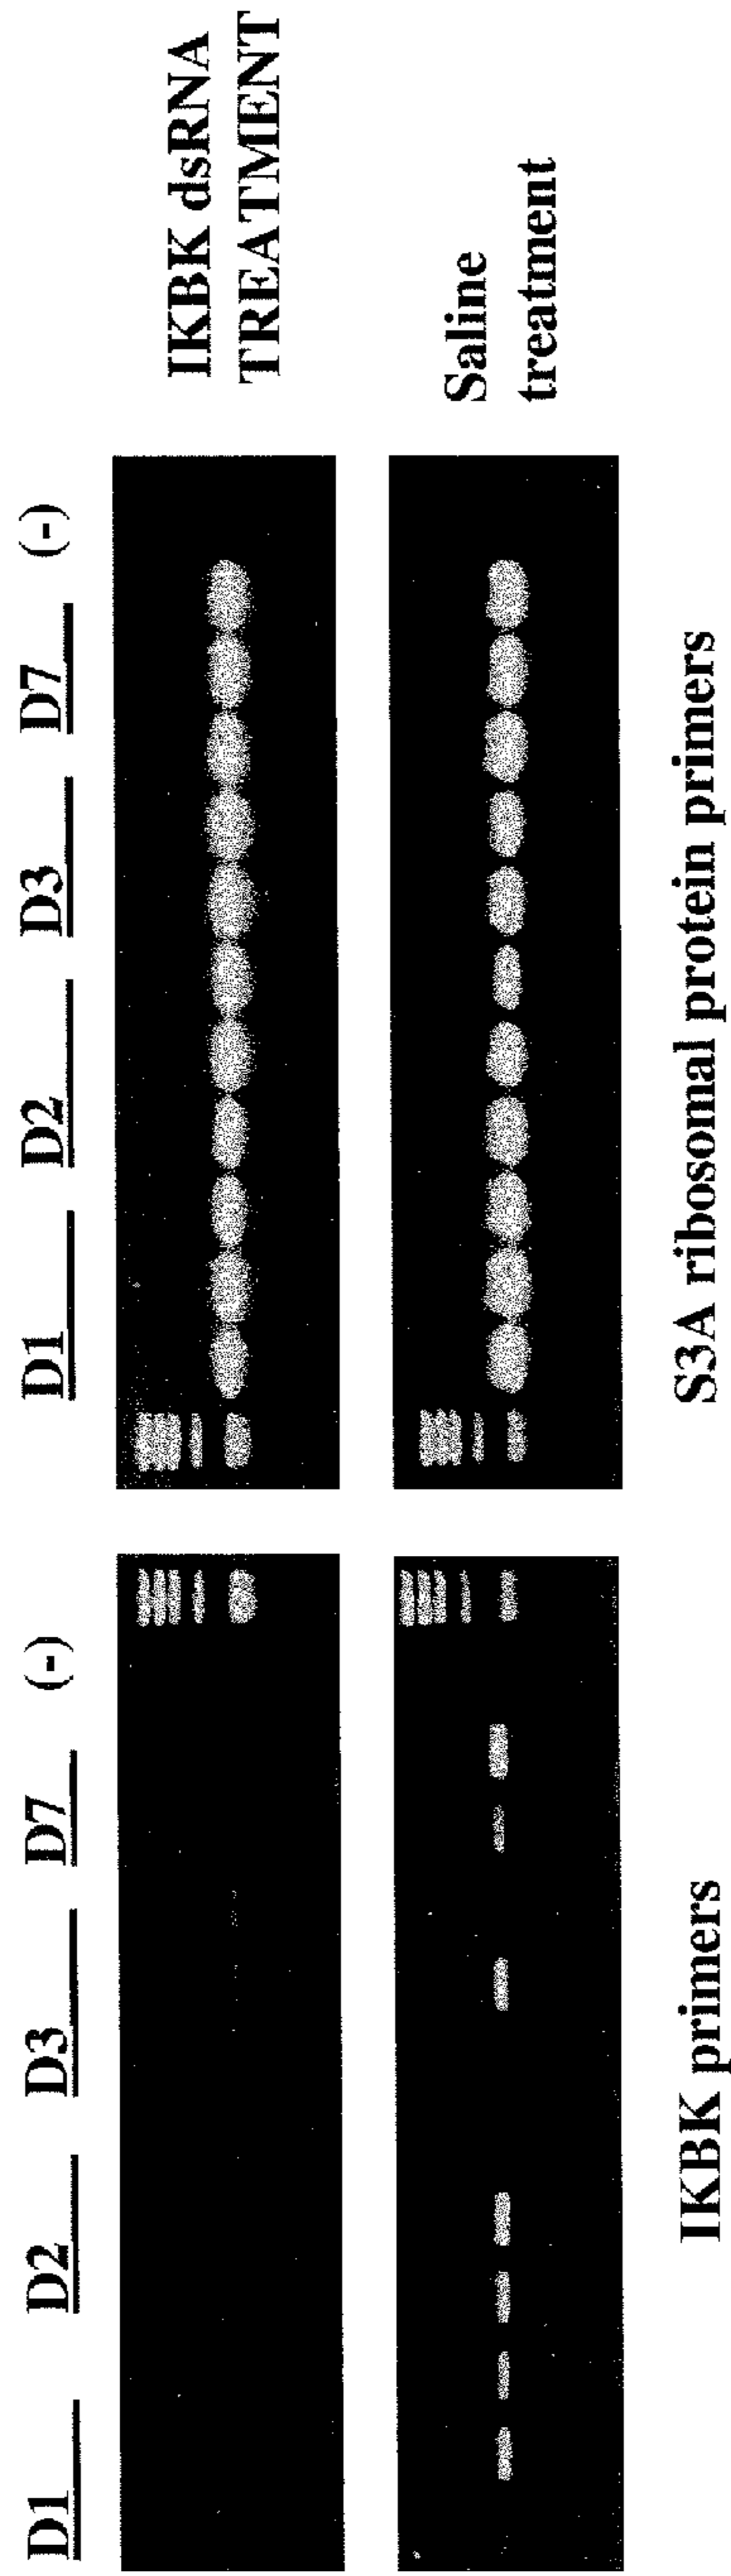 D1 D2 D3 D7 (-) D1 D2 D3 D7 (-)
IKBK dsRNA
TREATMENT
Saline
treatment
IKBK primers S3A ribosomal protein primers